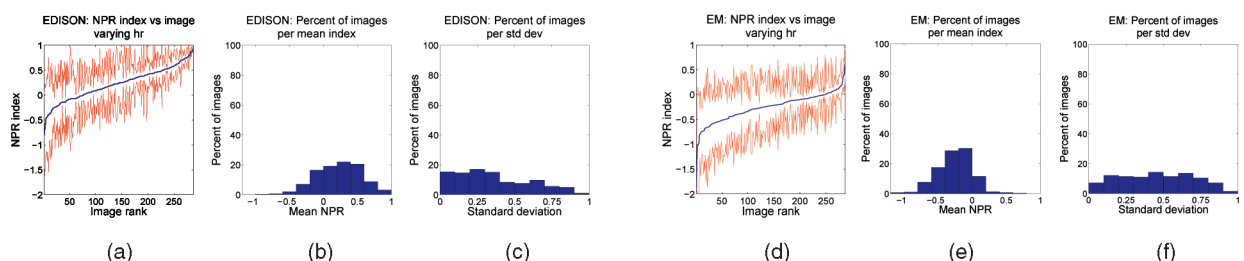 EDISON: NPR index vs image
varying hr
NPR index
1
0.5
0
−0.5
−1
−1.5
−2
50 100 150 200 250
Image rank
(a)
EDISON: Percent of images
per mean index
Percent of images
100
80
60
40
20
0
−1 −0.5 0 0.5 1
Mean NPR
(b)
EDISON: Percent of images
per std dev
Percent of images
100
80
60
40
20
0
0 0.25 0.5 0.75 1
Standard deviation
(c)
EM: NPR index vs image
varying hr
NPR index
1
0.5
0
−0.5
−1
−1.5
−2
50 100 150 200 250
Image rank
(d)
EM: Percent of images
per mean index
Percent of images
100
80
60
40
20
0
−1 −0.5 0 0.5 1
Mean NPR
(e)
EM: Percent of images
per std dev
Percent of images
100
80
60
40
20
0
0 0.25 0.5 0.75 1
Standard deviation
(f)